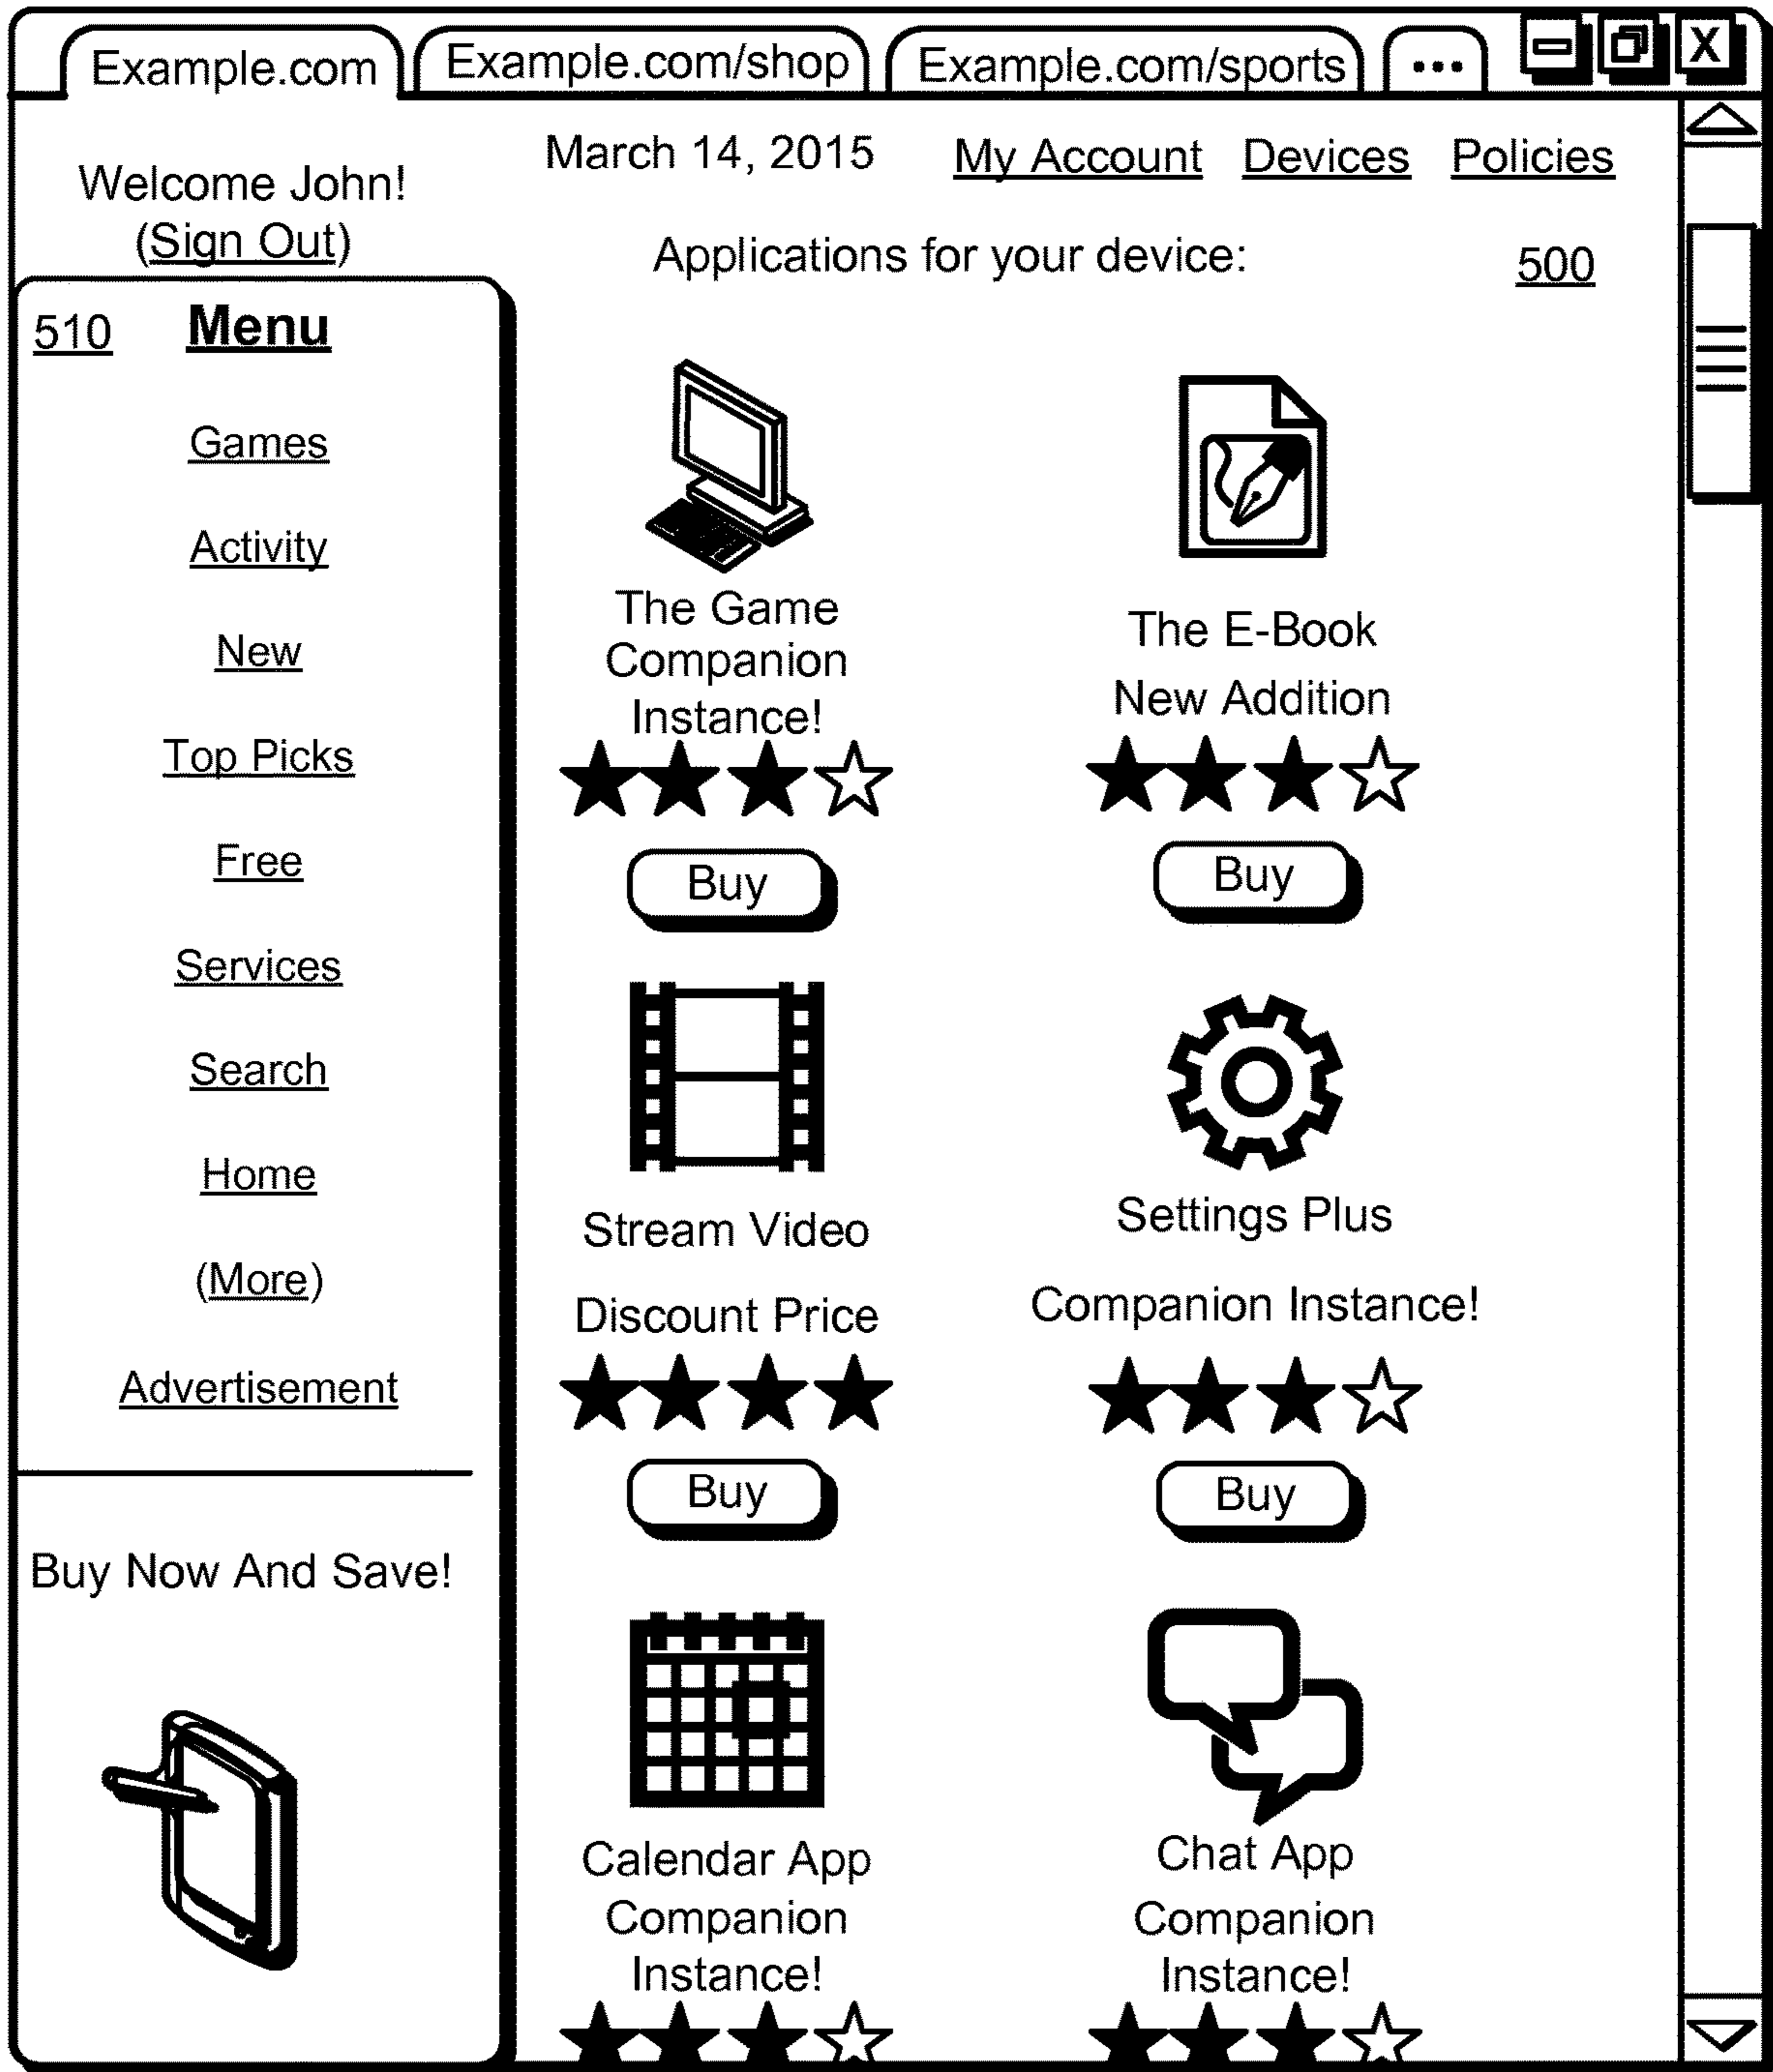 Example.com
Example.com/shop
Example.com/sports
...
X
Welcome John!
(Sign Out)
March 14, 2015
My Account
Devices
Policies
Applications for your device:
500
510
Menu
Games
Activity
New
Top Picks
Free
Services
Search
Home
(More)
Advertisement
Buy Now And Save!
The Game
Companion
Instance!
Buy
The E-Book
New Addition
Buy
Stream Video
Discount Price
Buy
Settings Plus
Companion Instance!
Buy
Calendar App
Companion
Instance!
Chat App
Companion
Instance!